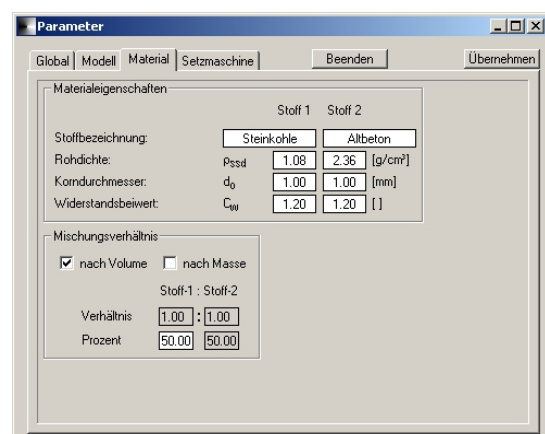 Parameter
Global Modell Material Setzmaschine Beenden Übernehmen
Materialeigenschaften
Stoff 1 Stoff 2
Stoffbezeichnung: Steinkohle Altbeton
Rohdichte: ρssd 1.08 2.36 [g/cm³]
Korndurchmesser: d₀ 1.00 1.00 [mm]
Widerstandsbeiwert: Cw 1.20 1.20 [ ]
Mischungsverhältnis
nach Volume nach Masse
Stoff-1 : Stoff-2
Verhältnis 1.00 : 1.00
Prozent 50.00 50.00